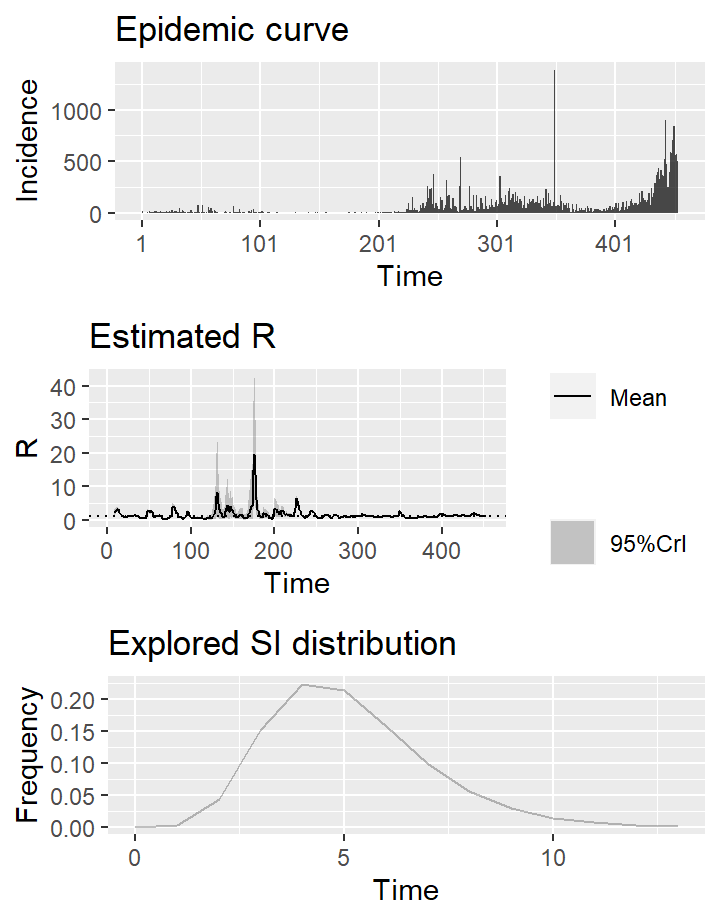 Epidemic curve
Incidence
1000
500
0
1 101 201 301 401
Time
Estimated R
R
40
30
20
10
0
0 100 200 300 400
Time
Mean
95%CrI
Explored SI distribution
Frequency
0.20
0.15
0.10
0.05
0.00
0 5 10
Time